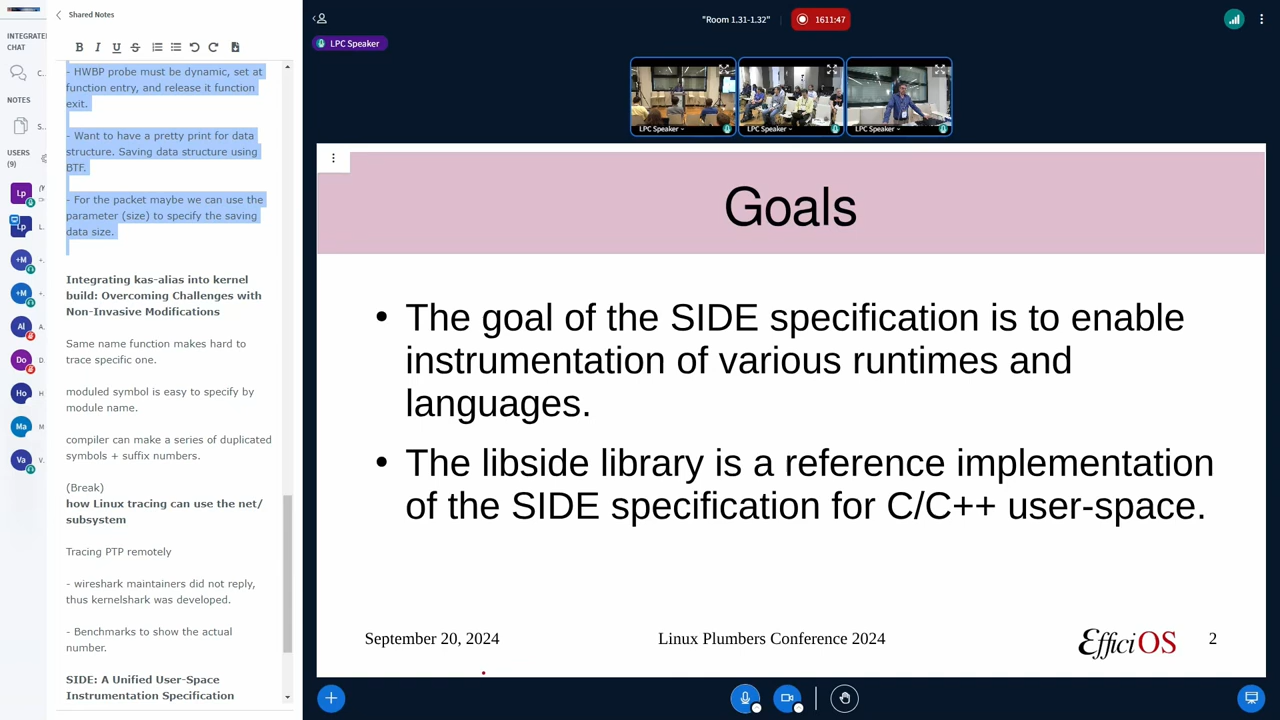 Shared Notes
INTEGRATED
CHAT
C..
NOTES
S..
USERS
(9)
Lp
Lp
L..
+M
+M
Al
A.
Do
D.
Ho
H.
Ma
M
Va
V.
- HWBP probe must be dynamic, set at
function entry, and release it function
exit.
- Want to have a pretty print for data
structure. Saving data structure using
BTF.
- For the packet maybe we can use the
parameter (size) to specify the saving
data size.
Integrating kas-alias into kernel
build: Overcoming Challenges with
Non-Invasive Modifications
Same name function makes hard to
trace specific one.
moduled symbol is easy to specify by
module name.
compiler can make a series of duplicated
symbols + suffix numbers.
(Break)
how Linux tracing can use the net/
subsystem
Tracing PTP remotely
- wireshark maintainers did not reply,
thus kernelshark was developed.
- Benchmarks to show the actual
number.
SIDE: A Unified User-Space
Instrumentation Specification
"Room 1.31-1.32"
1611:47
LPC Speaker
LPC Speaker
LPC Speaker
LPC Speaker
Goals
• The goal of the SIDE specification is to enable
instrumentation of various runtimes and
languages.
• The libside library is a reference implementation
of the SIDE specification for C/C++ user-space.
September 20, 2024
Linux Plumbers Conference 2024
EfficiOS
2